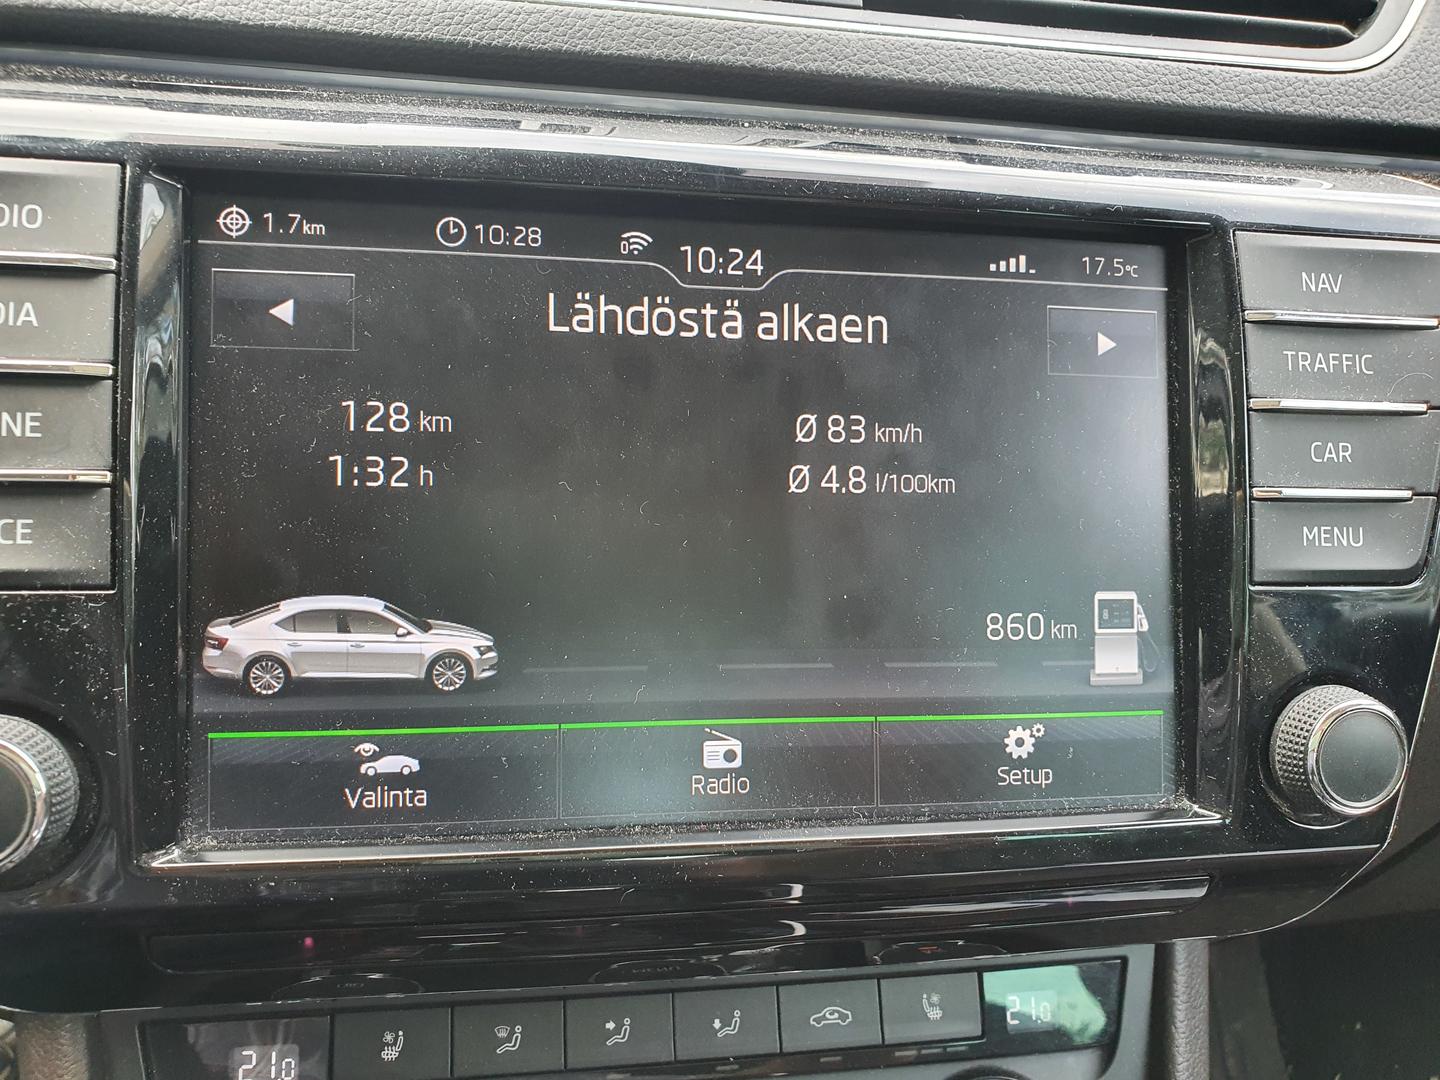 1.7km 10:28 10:24 17.5°C
Lähdöstä alkaen
128 km Ø 83 km/h
1:32 h Ø 4.8 l/100km
860 km
Valinta Radio Setup
DIO
DIA
NE
CE
NAV
TRAFFIC
CAR
MENU
21.0 21.0